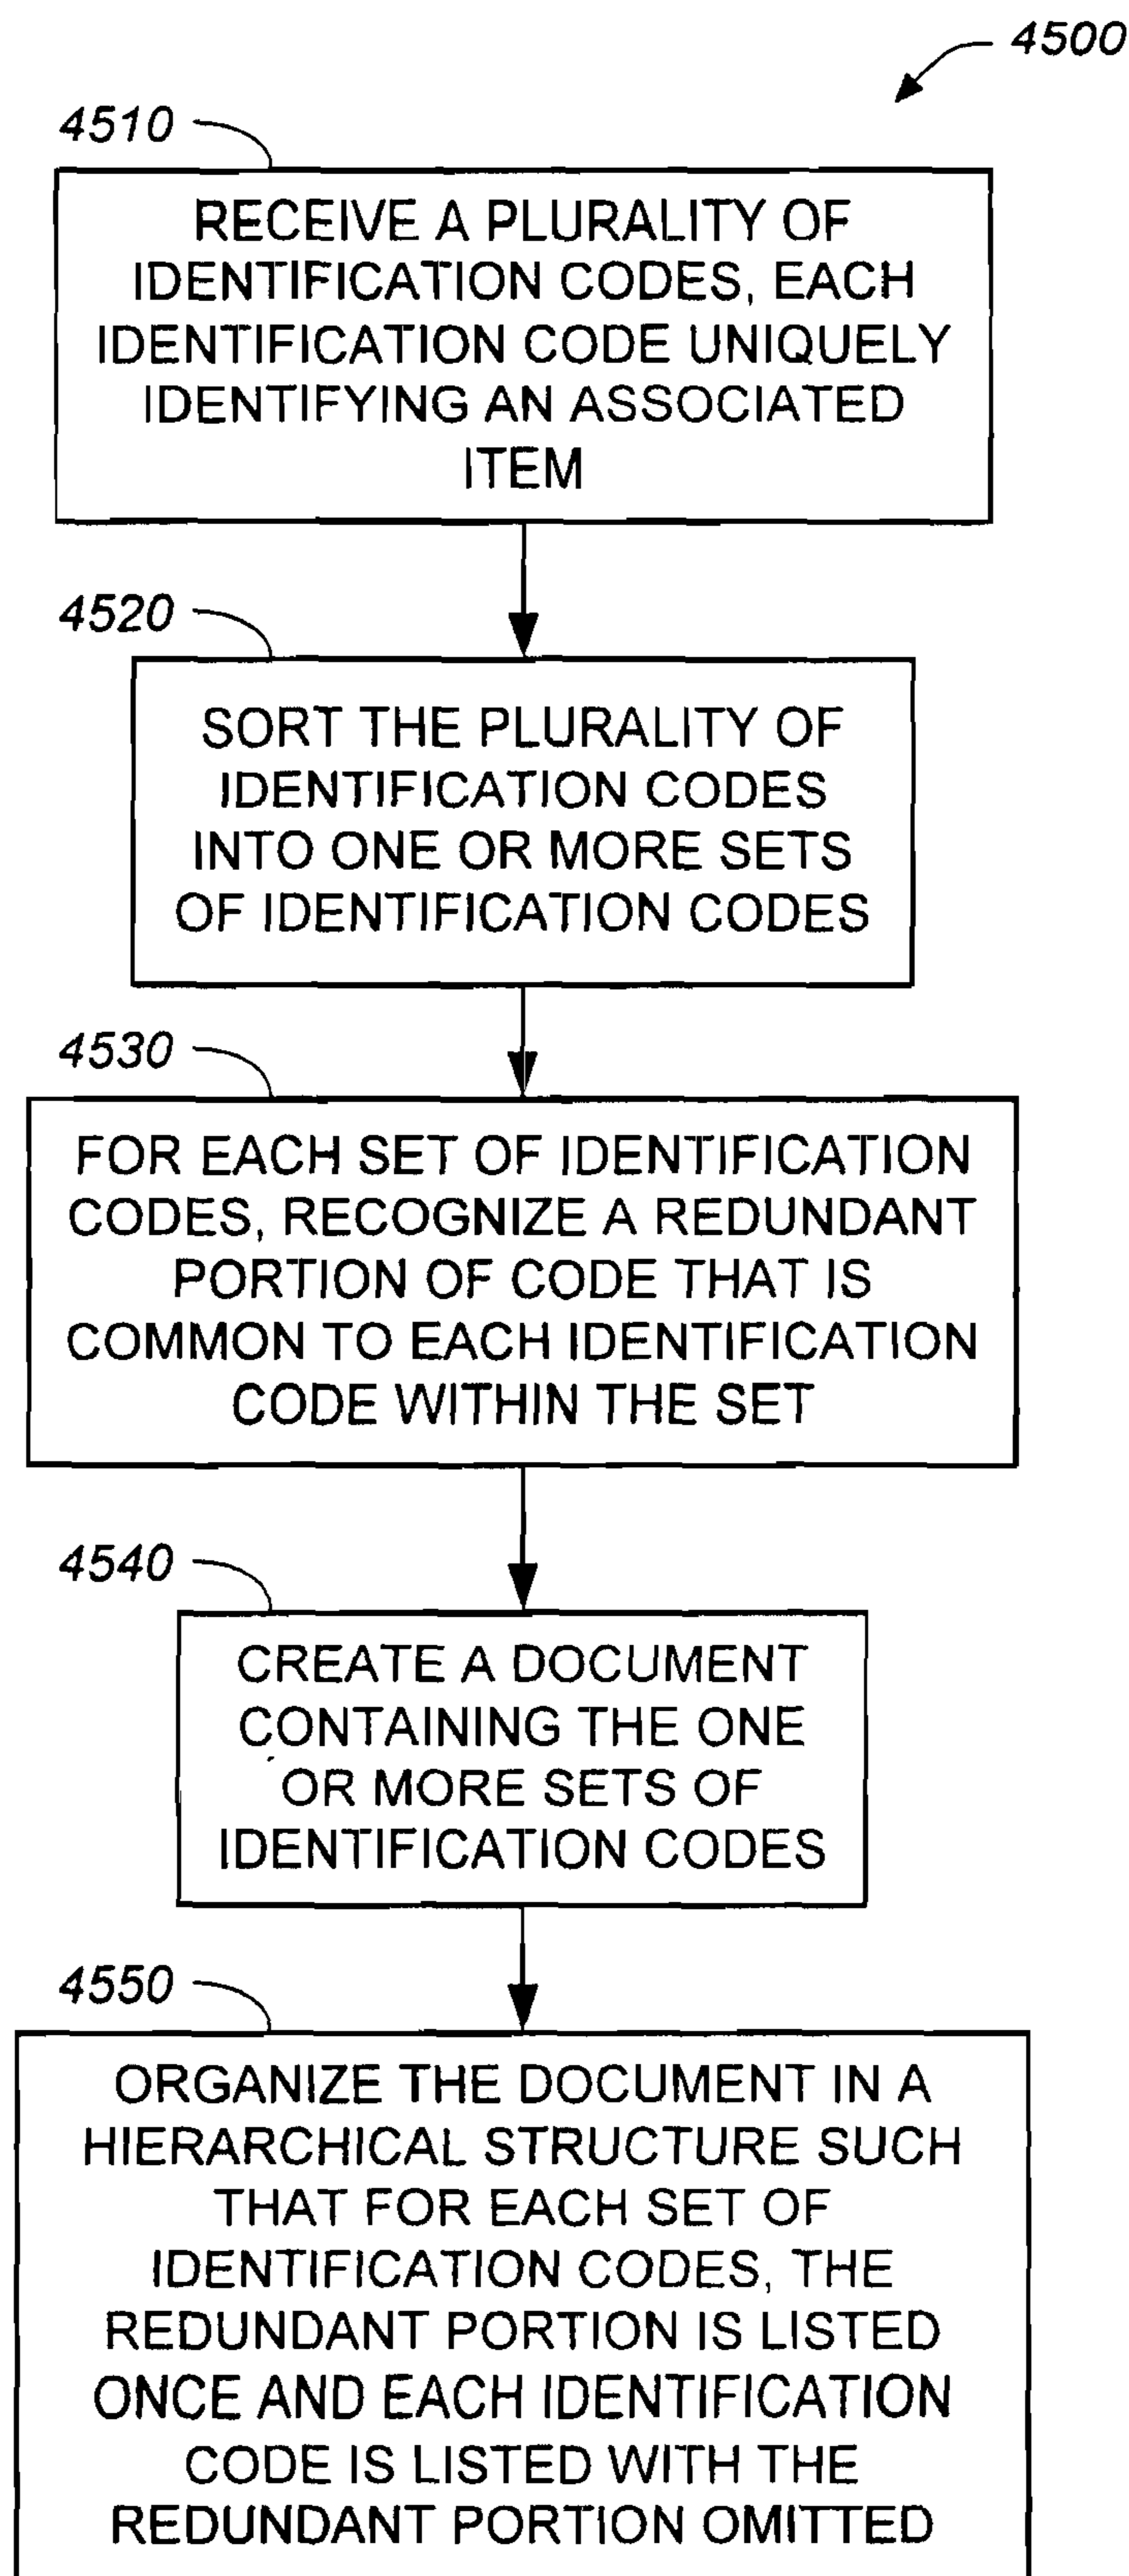 4500
4510
RECEIVE A PLURALITY OF
IDENTIFICATION CODES, EACH
IDENTIFICATION CODE UNIQUELY
IDENTIFYING AN ASSOCIATED
ITEM
4520
SORT THE PLURALITY OF
IDENTIFICATION CODES
INTO ONE OR MORE SETS
OF IDENTIFICATION CODES
4530
FOR EACH SET OF IDENTIFICATION
CODES, RECOGNIZE A REDUNDANT
PORTION OF CODE THAT IS
COMMON TO EACH IDENTIFICATION
CODE WITHIN THE SET
4540
CREATE A DOCUMENT
CONTAINING THE ONE
OR MORE SETS OF
IDENTIFICATION CODES
4550
ORGANIZE THE DOCUMENT IN A
HIERARCHICAL STRUCTURE SUCH
THAT FOR EACH SET OF
IDENTIFICATION CODES, THE
REDUNDANT PORTION IS LISTED
ONCE AND EACH IDENTIFICATION
CODE IS LISTED WITH THE
REDUNDANT PORTION OMITTED